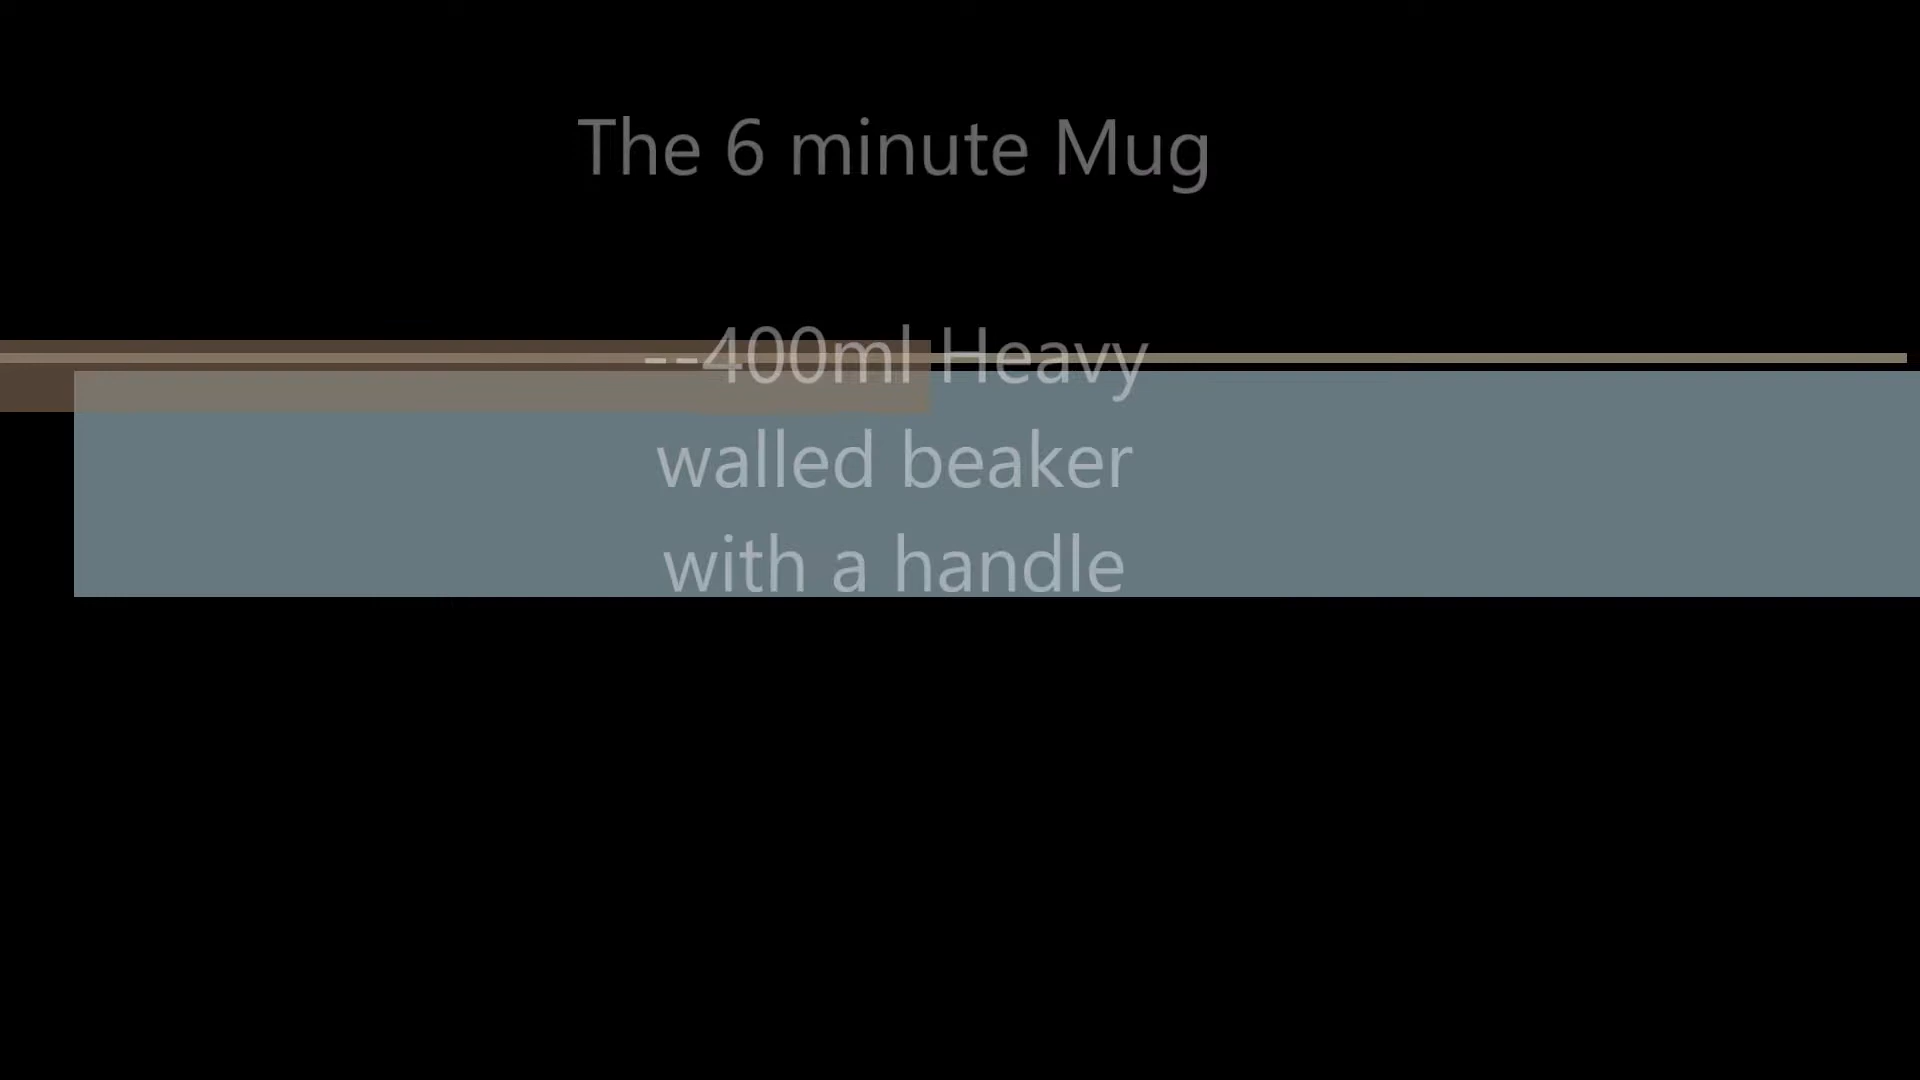 The 6 minute Mug
--400ml Heavy
walled beaker
with a handle